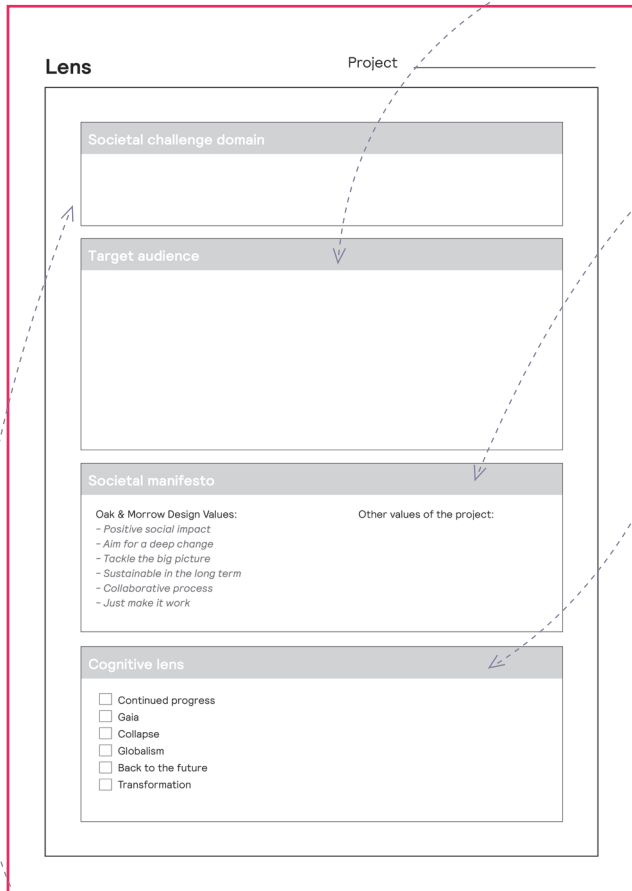 Lens
Project
Societal challenge domain
Target audience
Societal manifesto
Oak & Morrow Design Values:
– Positive social impact
– Aim for a deep change
– Tackle the big picture
– Sustainable in the long term
– Collaborative process
– Just make it work
Other values of the project:
Cognitive lens
Continued progress
Gaia
Collapse
Globalism
Back to the future
Transformation